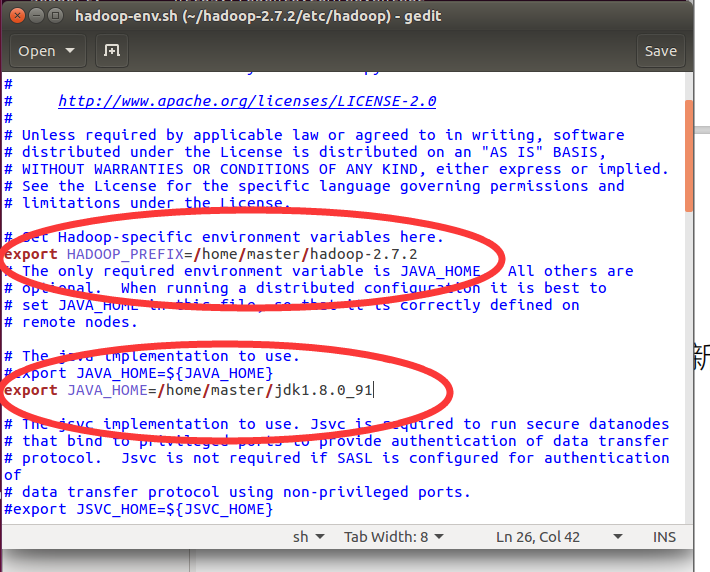 hadoop-env.sh (~/hadoop-2.7.2/etc/hadoop) - gedit
Open
Save
#
#     http://www.apache.org/licenses/LICENSE-2.0
#
# Unless required by applicable law or agreed to in writing, software
# distributed under the License is distributed on an "AS IS" BASIS,
# WITHOUT WARRANTIES OR CONDITIONS OF ANY KIND, either express or implied.
# See the License for the specific language governing permissions and
# limitations under the License.
# Set Hadoop-specific environment variables here.
export HADOOP_PREFIX=/home/master/hadoop-2.7.2
# The only required environment variable is JAVA_HOME.  All others are
# optional.  When running a distributed configuration it is best to
# set JAVA_HOME in this file, so that it is correctly defined on
# remote nodes.
# The java implementation to use.
#export JAVA_HOME=${JAVA_HOME}
export JAVA_HOME=/home/master/jdk1.8.0_91
# The jsvc implementation to use. Jsvc is required to run secure datanodes
# that bind to privileged ports to provide authentication of data transfer
# protocol.  Jsvc is not required if SASL is configured for authentication
of
# data transfer protocol using non-privileged ports.
#export JSVC_HOME=${JSVC_HOME}
sh
Tab Width: 8
Ln 26, Col 42
INS
新